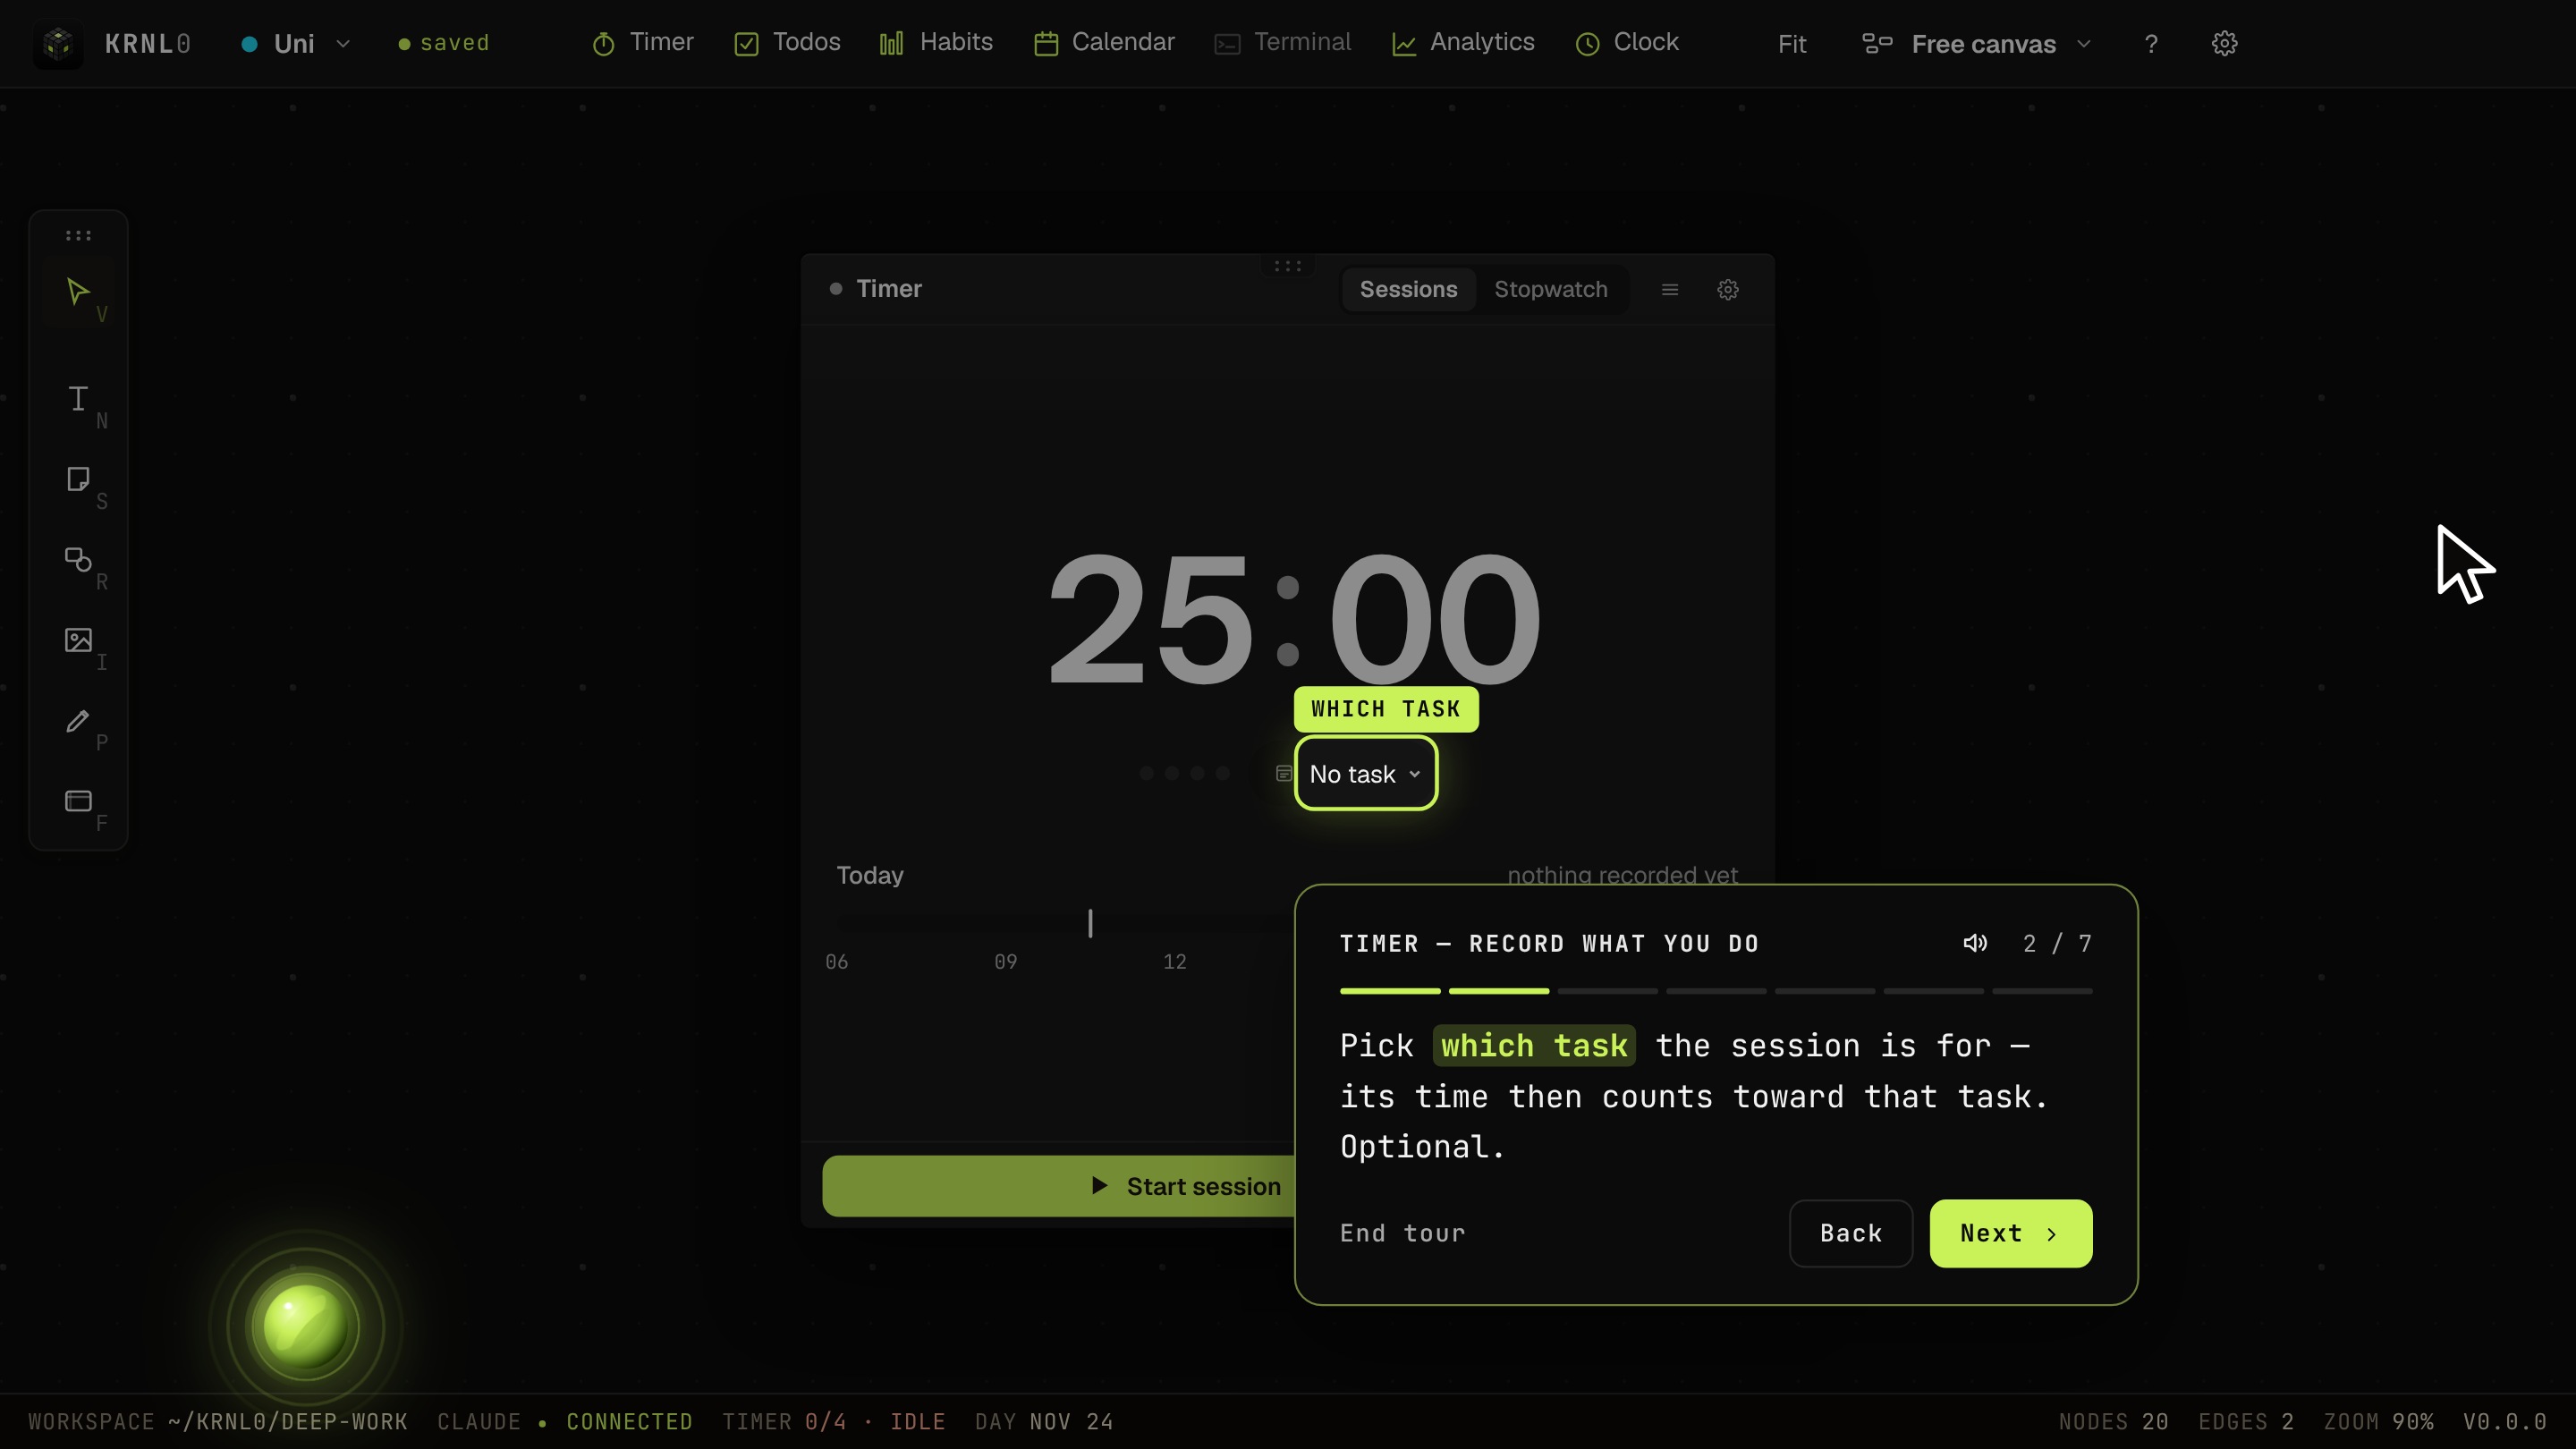 KRNL0 Uni saved Timer Todos Habits Calendar Terminal Analytics Clock Fit Free canvas ?
V
N
S
R
I
P
F
Timer Sessions Stopwatch
25:00
WHICH TASK
No task
Today nothing recorded yet
06 09 12
Start session
TIMER — RECORD WHAT YOU DO 2 / 7
Pick which task the session is for —
its time then counts toward that task.
Optional.
End tour Back Next
WORKSPACE ~/KRNL0/DEEP-WORK CLAUDE • CONNECTED TIMER 0/4 · IDLE DAY NOV 24 NODES 20 EDGES 2 ZOOM 90% V0.0.0